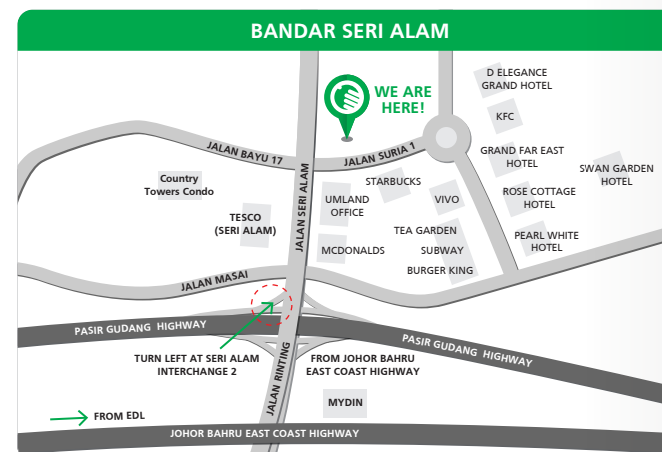 BANDAR SERI ALAM
D ELEGANCE
GRAND HOTEL
WE ARE
HERE!
KFC
JALAN BAYU 17
JALAN SURIA 1
GRAND FAR EAST
HOTEL
SWAN GARDEN
HOTEL
Country
Towers Condo
STARBUCKS
JALAN SERI ALAM
UMLAND
OFFICE
VIVO
ROSE COTTAGE
HOTEL
TESCO
(SERI ALAM)
TEA GARDEN
MCDONALDS
SUBWAY
PEARL WHITE
HOTEL
BURGER KING
JALAN MASAI
PASIR GUDANG HIGHWAY
PASIR GUDANG HIGHWAY
TURN LEFT AT SERI ALAM
INTERCHANGE 2
FROM JOHOR BAHRU
EAST COAST HIGHWAY
JALAN RINTING
MYDIN
FROM EDL
JOHOR BAHRU EAST COAST HIGHWAY